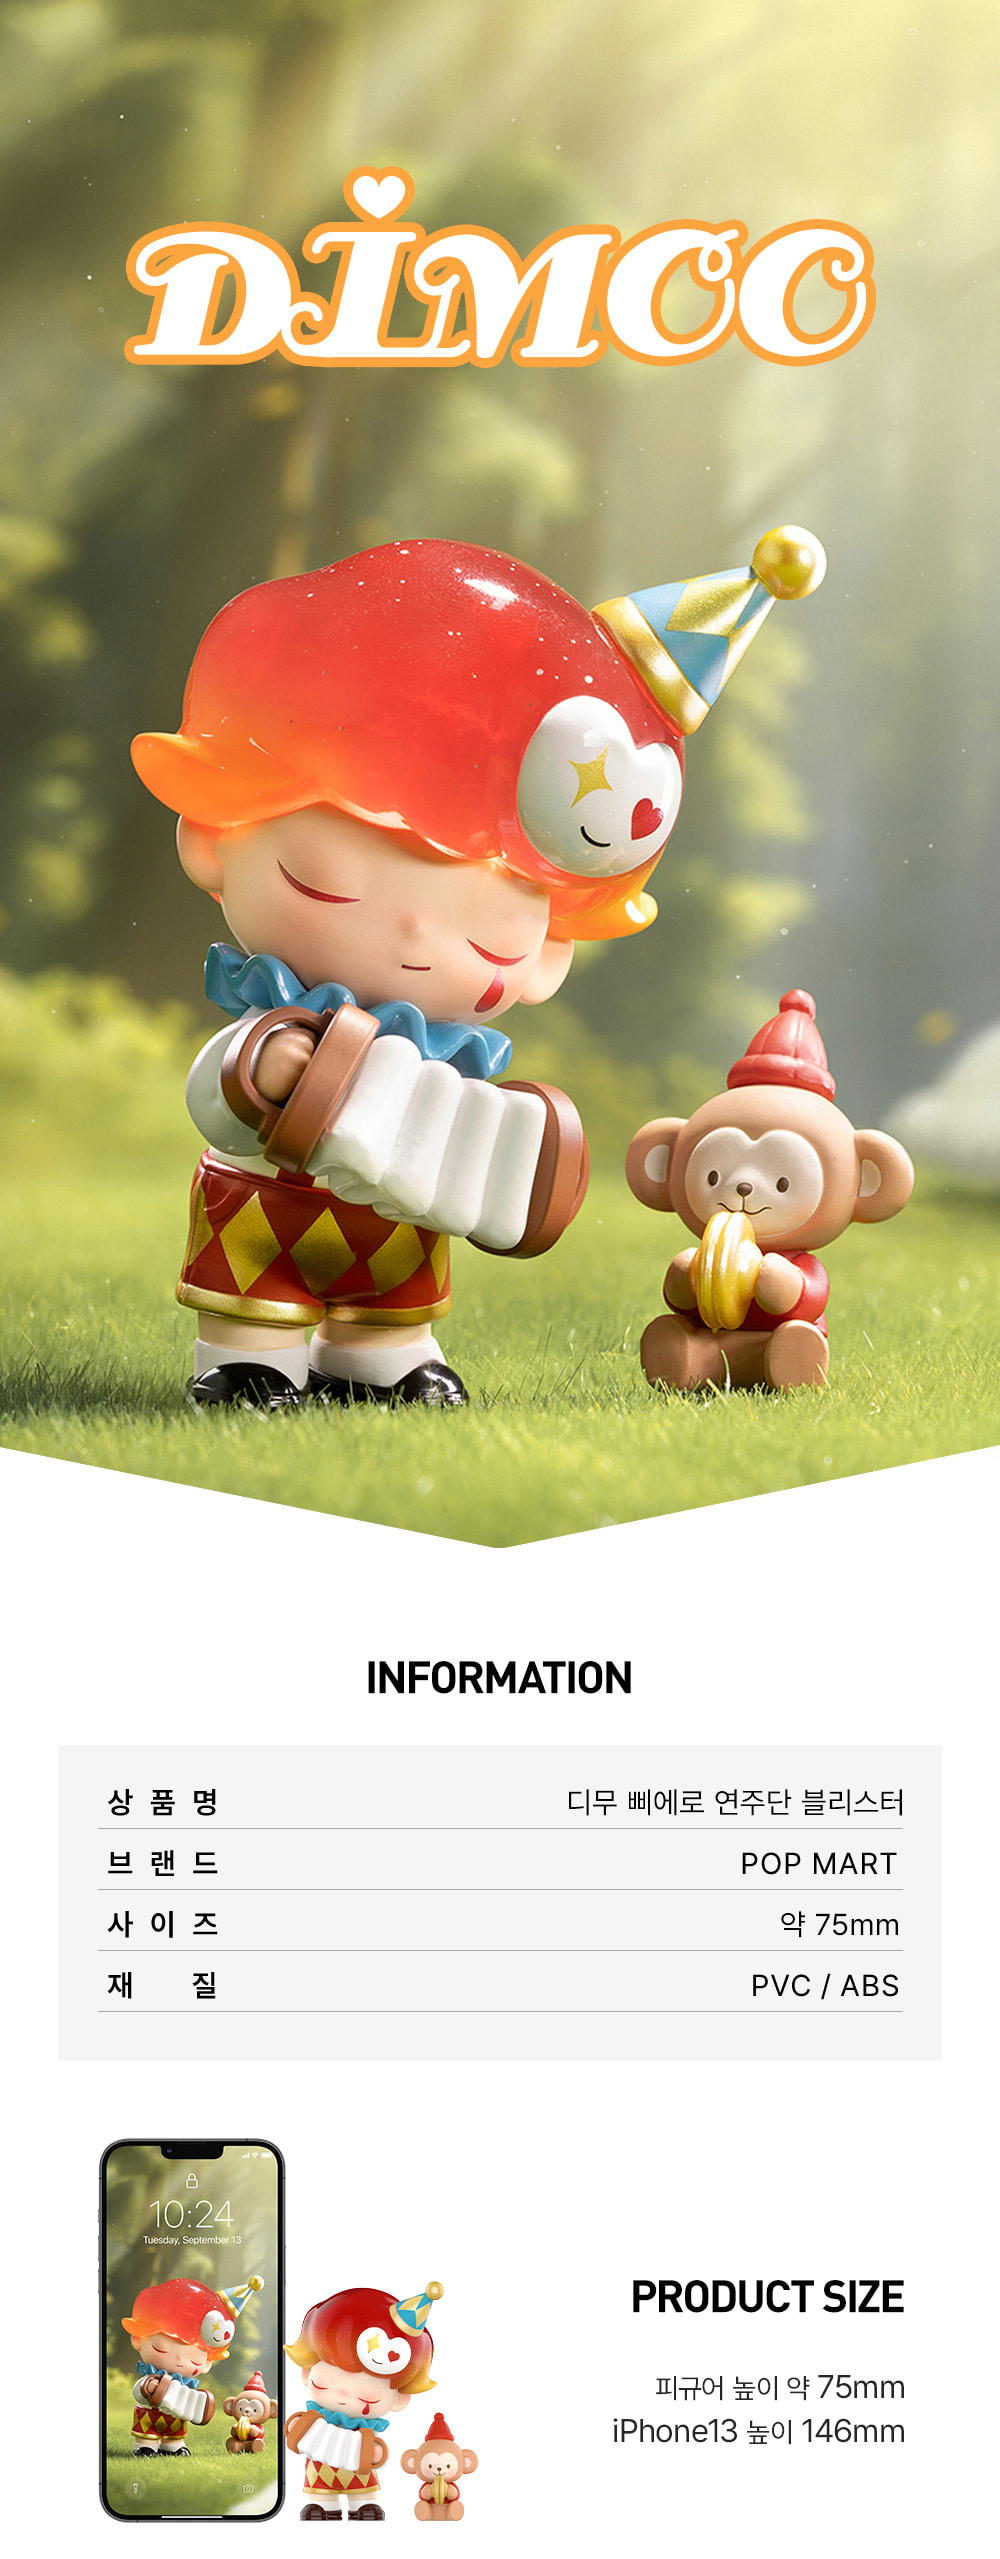 DIMOO
INFORMATION
상 품 명 디무 삐에로 연주단 블리스터
브 랜 드 POP MART
사 이 즈 약 75mm
재 질 PVC / ABS
10:24
Tuesday, September 13
PRODUCT SIZE
피규어 높이 약 75mm
iPhone13 높이 146mm